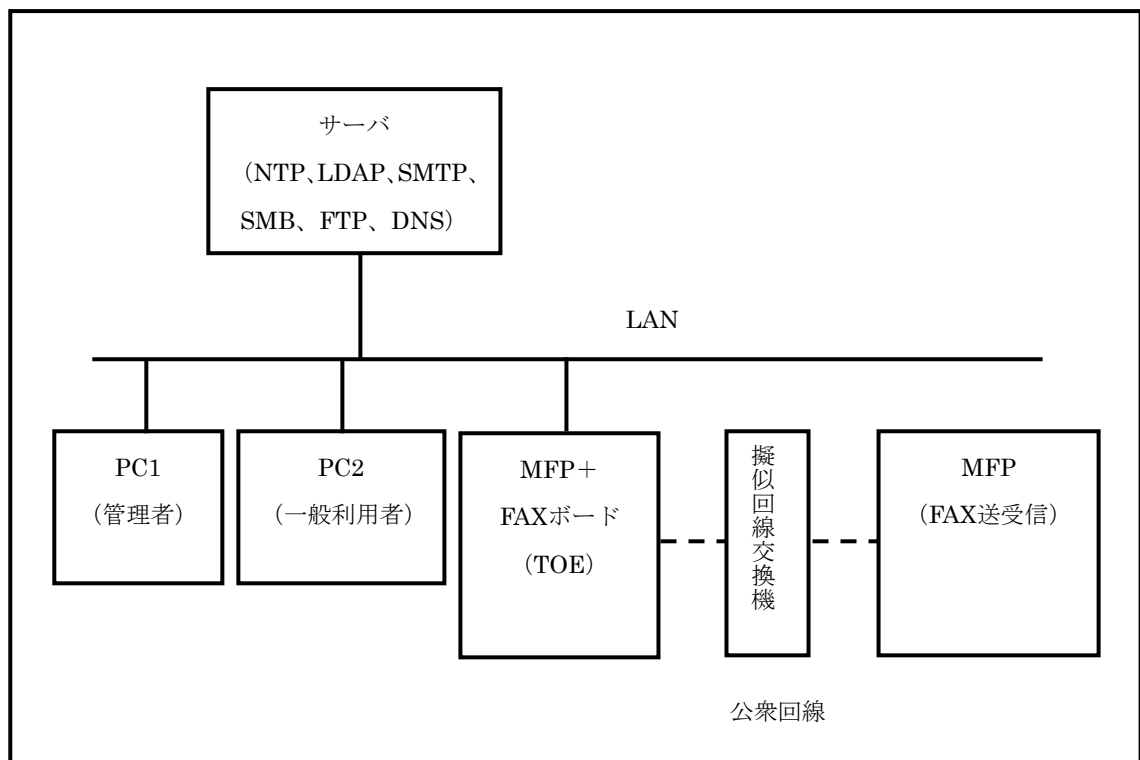 サーバ
（NTP、LDAP、SMTP、
SMB、FTP、DNS）
LAN
PC1
（管理者）
PC2
（一般利用者）
MFP＋
FAXボード
（TOE）
擬似回線交換機
MFP
（FAX送受信）
公衆回線